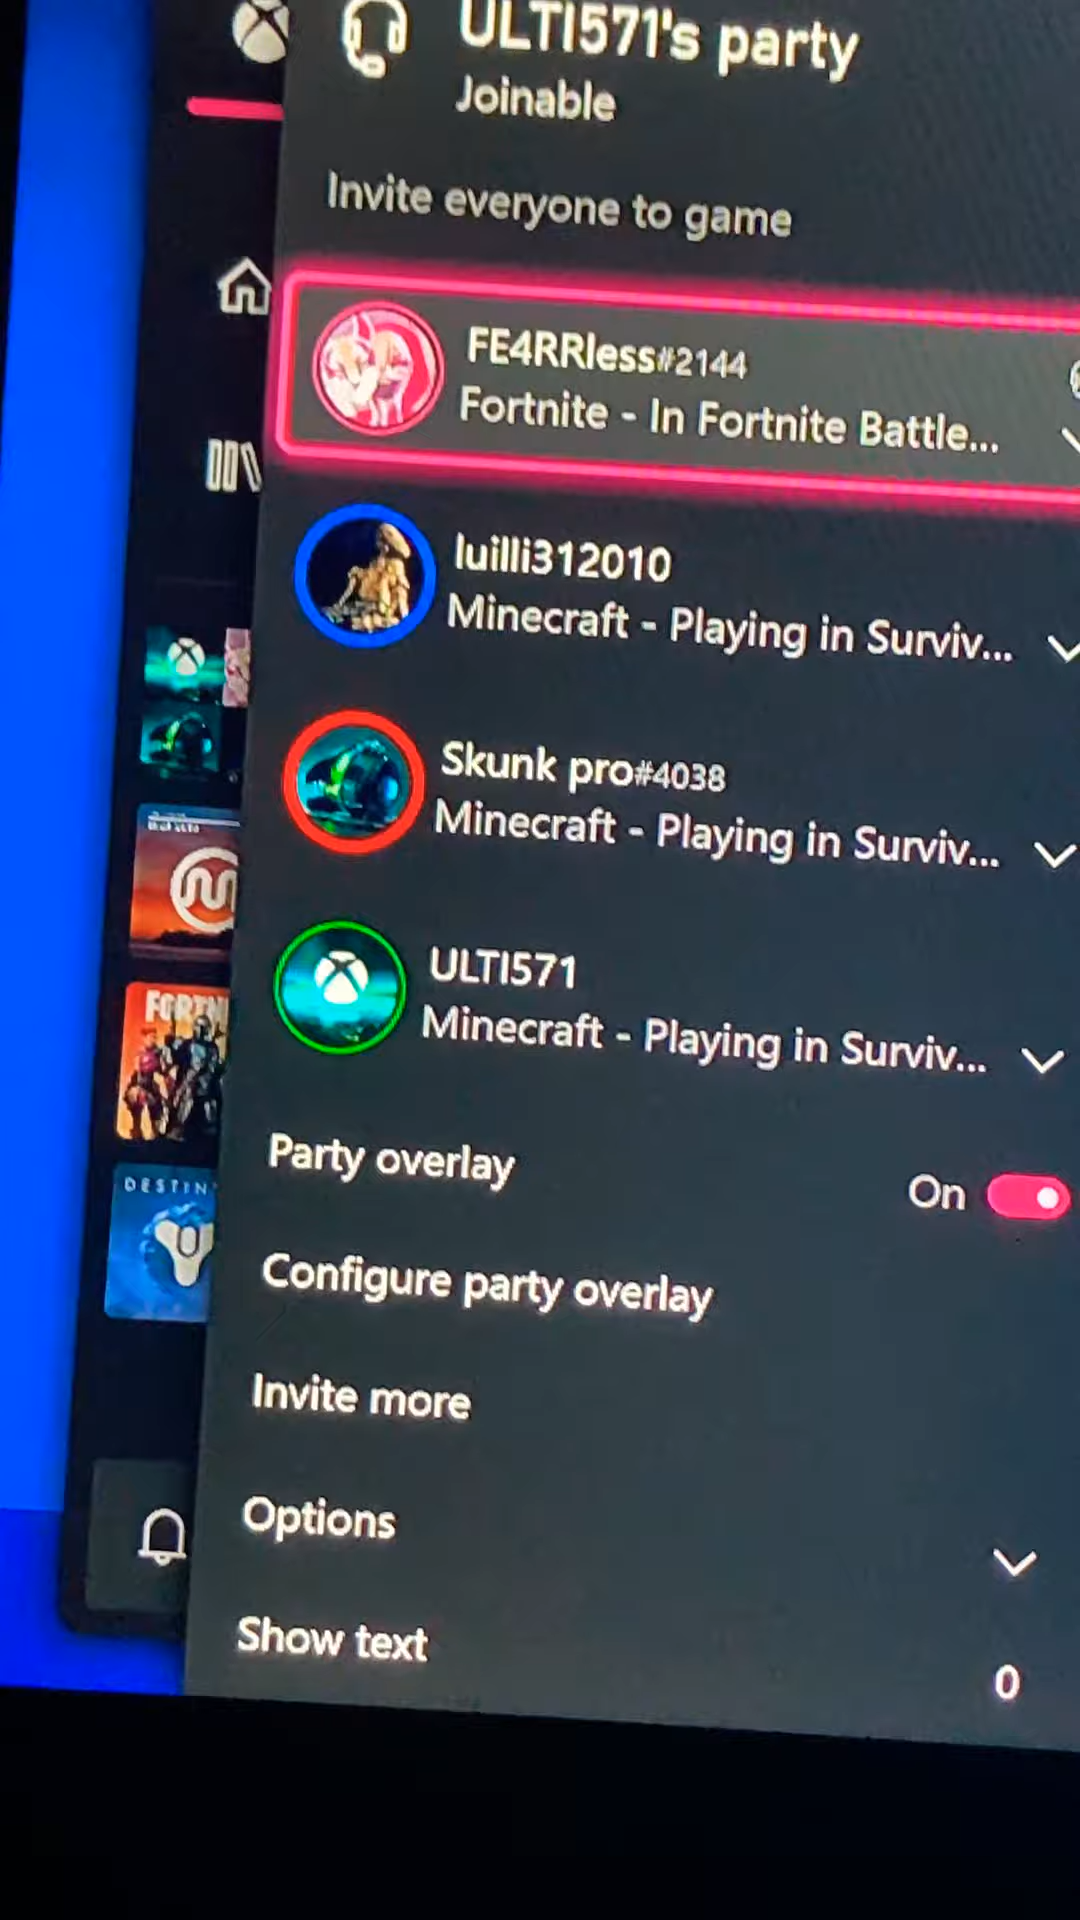 ULTI571's party
Joinable
Invite everyone to game
FE4RRless#2144
Fortnite - In Fortnite Battle...
luilli312010
Minecraft - Playing in Surviv...
Skunk pro#4038
Minecraft - Playing in Surviv...
FORTN
ULTI571
Minecraft - Playing in Surviv...
Party overlay
On
DESTIN
Configure party overlay
Invite more
Options
Show text
0